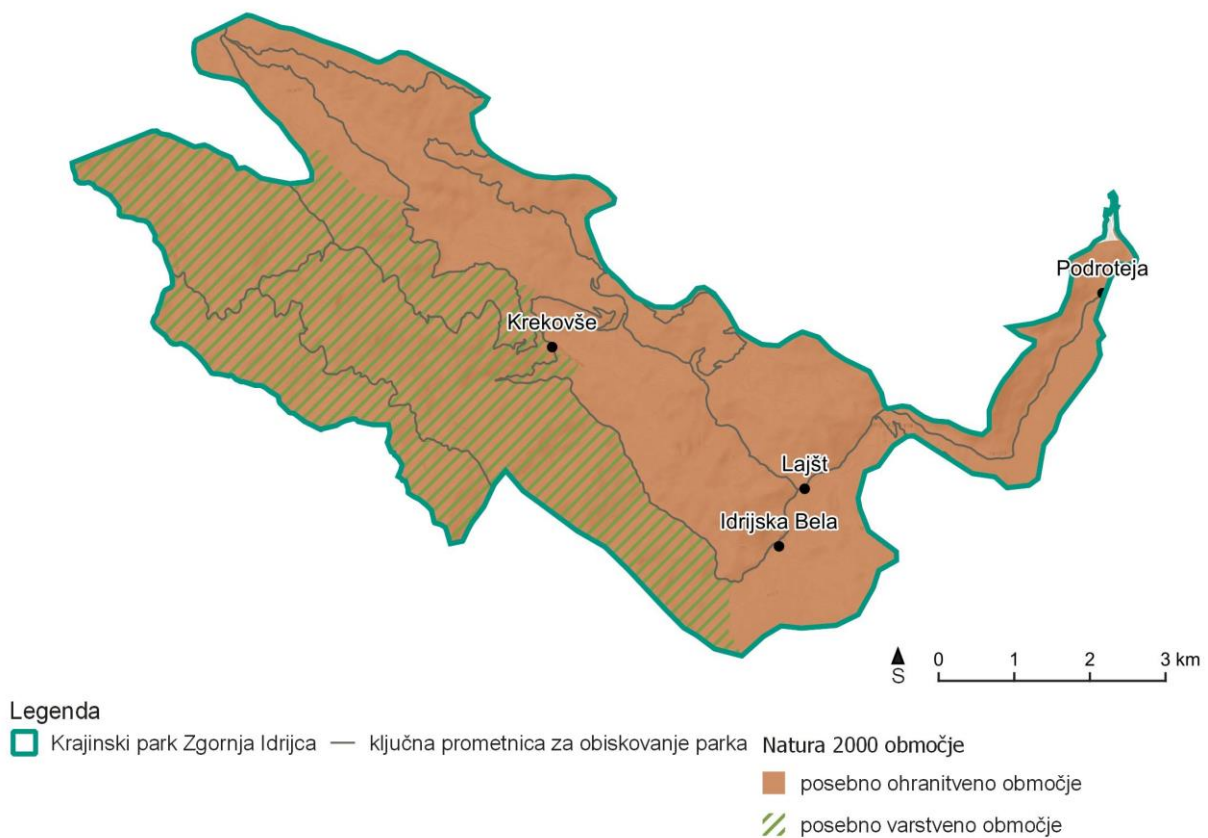 Podroteja
Krekovše
Lajšt
Idrijska Bela
S
0 1 2 3 km
Legenda
Krajinski park Zgornja Idrijca
ključna prometnica za obiskovanje parka
Natura 2000 območje
posebno ohranitveno območje
posebno varstveno območje